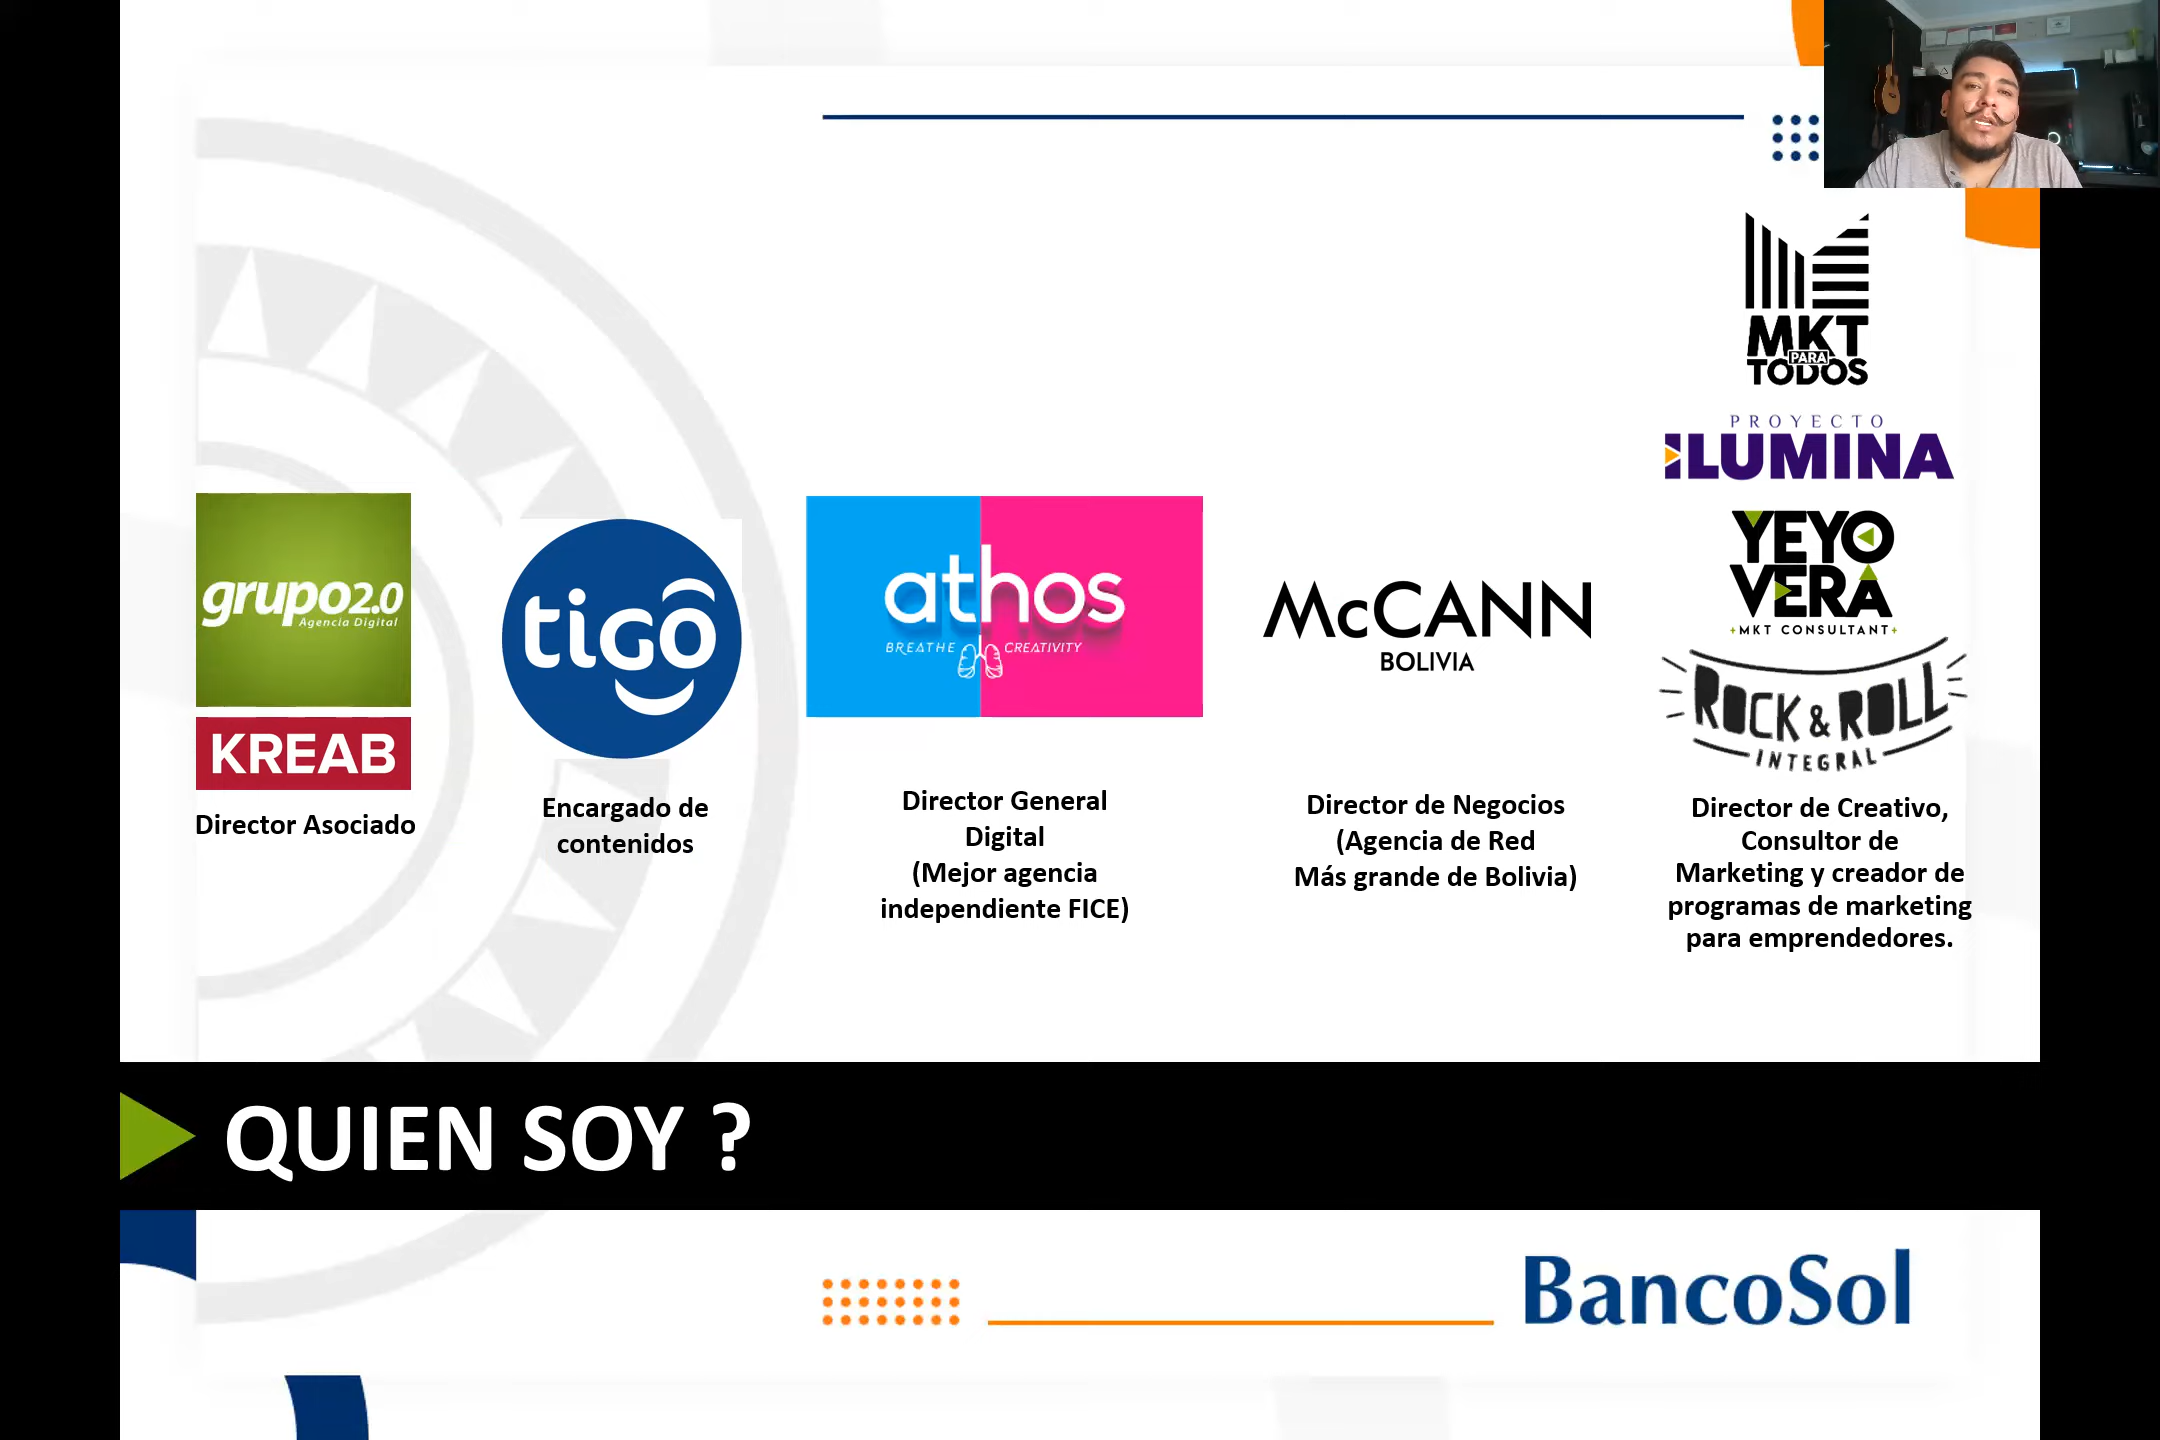 MKT
PARA
TODOS
PROYECTO
ILUMINA
YEYO
VERA
+MKT CONSULTANT+
ROCK & ROLL
INTEGRAL
grupo2.0
Agencia Digital
KREAB
Director Asociado
tigo
Encargado de
contenidos
athos
BREATHE CREATIVITY
Director General
Digital
(Mejor agencia
independiente FICE)
McCANN
BOLIVIA
Director de Negocios
(Agencia de Red
Más grande de Bolivia)
Director de Creativo,
Consultor de
Marketing y creador de
programas de marketing
para emprendedores.
QUIEN SOY ?
BancoSol